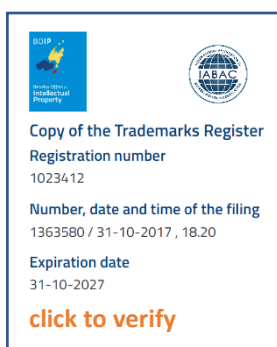 BOIP
Benelux Office for
Intellectual
Property
IABAC
Copy of the Trademarks Register
Registration number
1023412
Number, date and time of the filing
1363580 / 31-10-2017 , 18.20
Expiration date
31-10-2027
click to verify